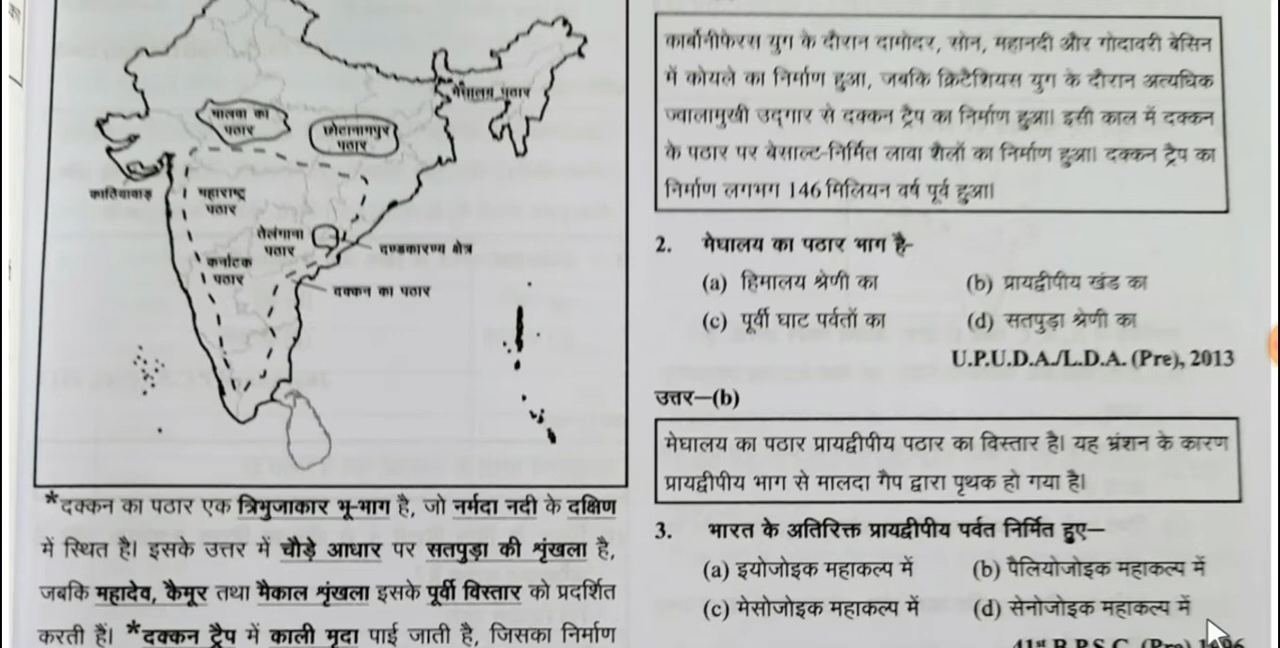 मेघालय पठार
मालवा का
पठार
छोटानागपुर
पठार
काठियावाड़
महाराष्ट्र
पठार
तेलंगाना
पठार
दण्डकारण्य क्षेत्र
कर्नाटक
पठार
दक्कन का पठार
*दक्कन का पठार एक त्रिभुजाकार भू-भाग है, जो नर्मदा नदी के दक्षिण
में स्थित है। इसके उत्तर में चौड़े आधार पर सतपुड़ा की शृंखला है,
जबकि महादेव, कैमूर तथा मैकाल शृंखला इसके पूर्वी विस्तार को प्रदर्शित
करती हैं। *दक्कन ट्रैप में काली मृदा पाई जाती है, जिसका निर्माण
कार्बोनीफेरस युग के दौरान दामोदर, सोन, महानदी और गोदावरी बेसिन
में कोयले का निर्माण हुआ, जबकि क्रिटैशियस युग के दौरान अत्यधिक
ज्वालामुखी उद्गार से दक्कन ट्रैप का निर्माण हुआ। इसी काल में दक्कन
के पठार पर बेसाल्ट-निर्मित लावा शैलों का निर्माण हुआ। दक्कन ट्रैप का
निर्माण लगभग 146 मिलियन वर्ष पूर्व हुआ।
2. मेघालय का पठार भाग है-
(a) हिमालय श्रेणी का (b) प्रायद्वीपीय खंड का
(c) पूर्वी घाट पर्वतों का (d) सतपुड़ा श्रेणी का
U.P.U.D.A./L.D.A. (Pre), 2013
उत्तर—(b)
मेघालय का पठार प्रायद्वीपीय पठार का विस्तार है। यह भ्रंशन के कारण
प्रायद्वीपीय भाग से मालदा गैप द्वारा पृथक हो गया है।
3. भारत के अतिरिक्त प्रायद्वीपीय पर्वत निर्मित हुए—
(a) इयोजोइक महाकल्प में (b) पैलियोजोइक महाकल्प में
(c) मेसोजोइक महाकल्प में (d) सेनोजोइक महाकल्प में
41st B.P.S.C. (Pre) 1996